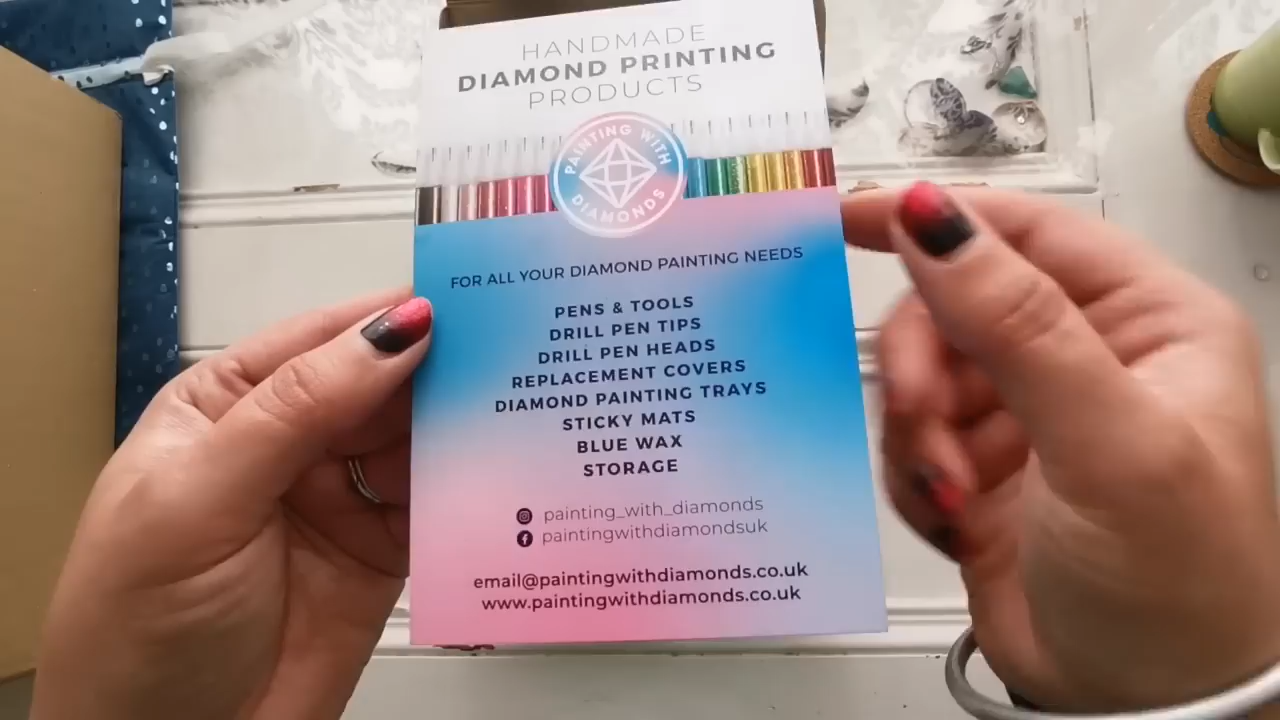 HANDMADE
DIAMOND PRINTING
PRODUCTS
PAINTING WITH
DIAMONDS
FOR ALL YOUR DIAMOND PAINTING NEEDS
PENS & TOOLS
DRILL PEN TIPS
DRILL PEN HEADS
REPLACEMENT COVERS
DIAMOND PAINTING TRAYS
STICKY MATS
BLUE WAX
STORAGE
painting_with_diamonds
paintingwithdiamondsuk
email@paintingwithdiamonds.co.uk
www.paintingwithdiamonds.co.uk